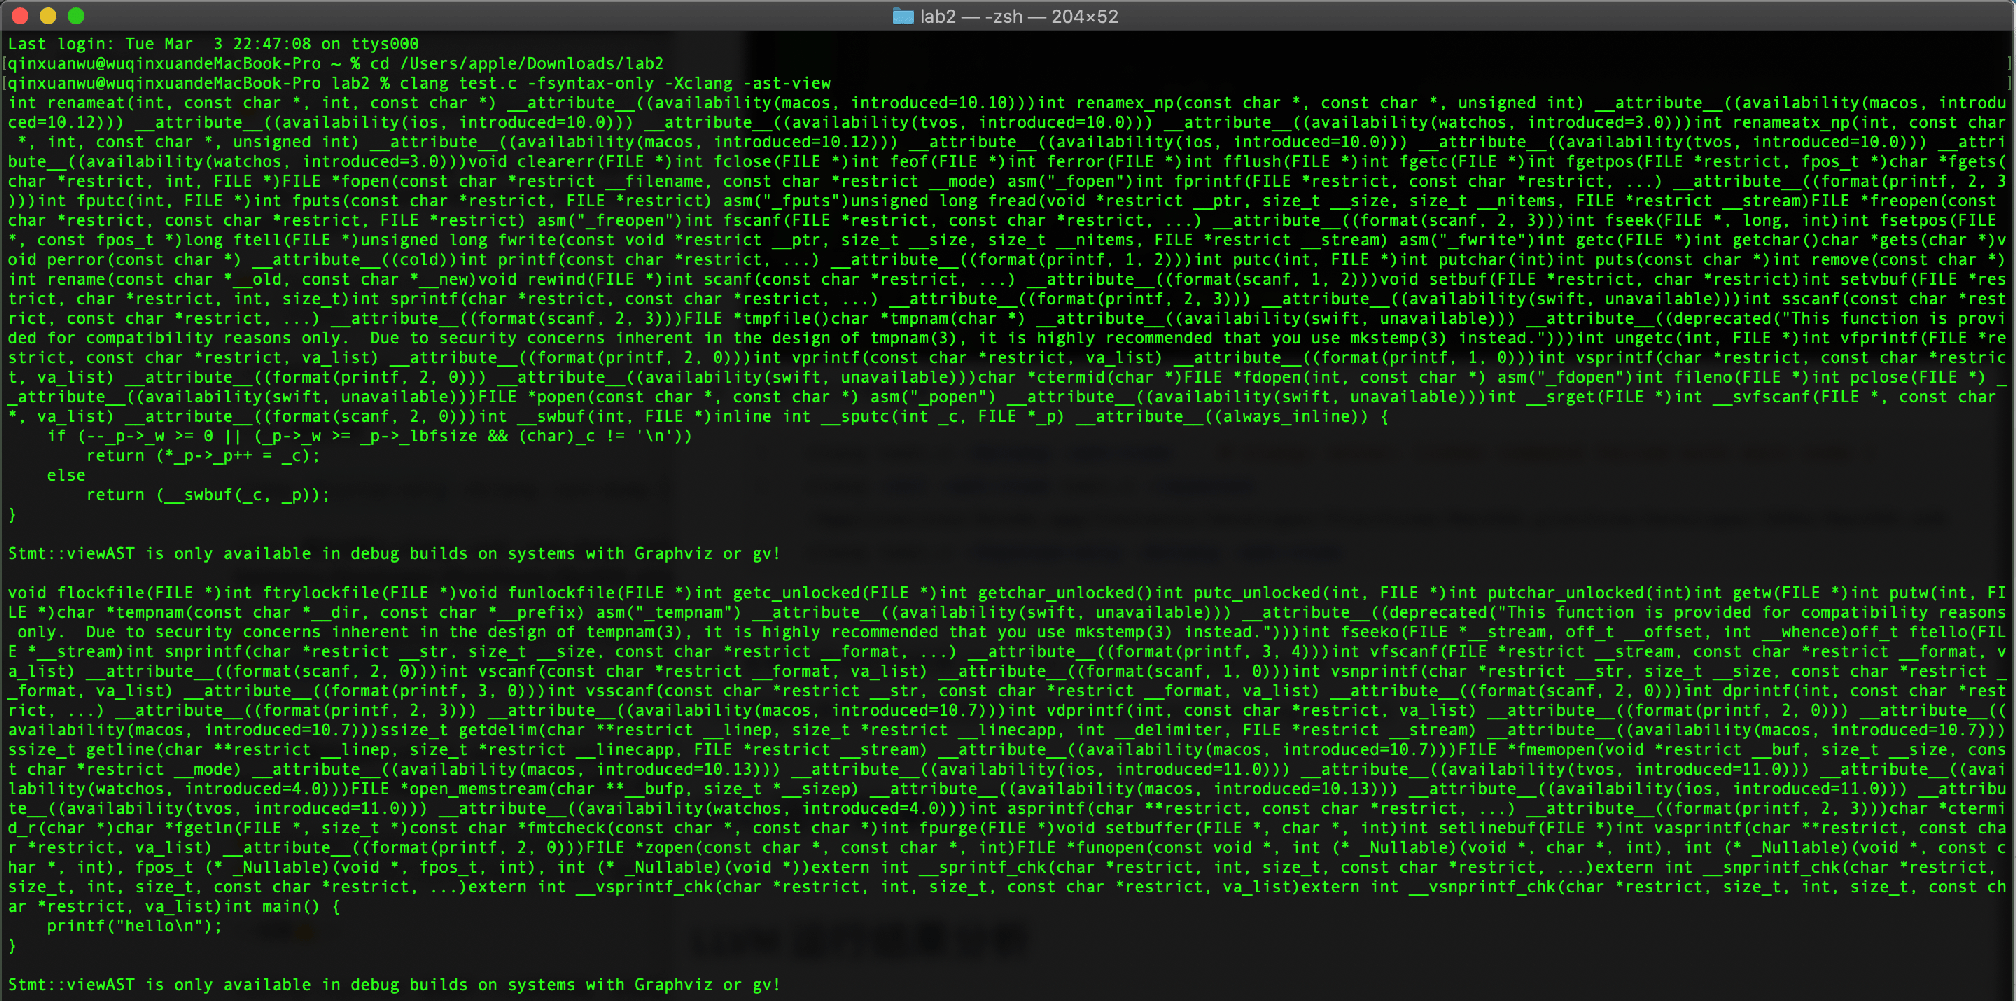 lab2 — -zsh — 204×52
Last login: Tue Mar  3 22:47:08 on ttys000
[qinxuanwu@wuqinxuandeMacBook-Pro ~ % cd /Users/apple/Downloads/lab2 ]
[qinxuanwu@wuqinxuandeMacBook-Pro lab2 % clang test.c -fsyntax-only -Xclang -ast-view ]
int renameat(int, const char *, int, const char *) __attribute__((availability(macos, introduced=10.10)))int renamex_np(const char *, const char *, unsigned int) __attribute__((availability(macos, introdu
ced=10.12))) __attribute__((availability(ios, introduced=10.0))) __attribute__((availability(tvos, introduced=10.0))) __attribute__((availability(watchos, introduced=3.0)))int renameatx_np(int, const char
 *, int, const char *, unsigned int) __attribute__((availability(macos, introduced=10.12))) __attribute__((availability(ios, introduced=10.0))) __attribute__((availability(tvos, introduced=10.0))) __attri
bute__((availability(watchos, introduced=3.0)))void clearerr(FILE *)int fclose(FILE *)int feof(FILE *)int ferror(FILE *)int fflush(FILE *)int fgetc(FILE *)int fgetpos(FILE *restrict, fpos_t *)char *fgets(
char *restrict, int, FILE *)FILE *fopen(const char *restrict __filename, const char *restrict __mode) asm("_fopen")int fprintf(FILE *restrict, const char *restrict, ...) __attribute__((format(printf, 2, 3
)))int fputc(int, FILE *)int fputs(const char *restrict, FILE *restrict) asm("_fputs")unsigned long fread(void *restrict __ptr, size_t __size, size_t __nitems, FILE *restrict __stream)FILE *freopen(const
char *restrict, const char *restrict, FILE *restrict) asm("_freopen")int fscanf(FILE *restrict, const char *restrict, ...) __attribute__((format(scanf, 2, 3)))int fseek(FILE *, long, int)int fsetpos(FILE
*, const fpos_t *)long ftell(FILE *)unsigned long fwrite(const void *restrict __ptr, size_t __size, size_t __nitems, FILE *restrict __stream) asm("_fwrite")int getc(FILE *)int getchar()char *gets(char *)v
oid perror(const char *) __attribute__((cold))int printf(const char *restrict, ...) __attribute__((format(printf, 1, 2)))int putc(int, FILE *)int putchar(int)int puts(const char *)int remove(const char *)
int rename(const char *__old, const char *__new)void rewind(FILE *)int scanf(const char *restrict, ...) __attribute__((format(scanf, 1, 2)))void setbuf(FILE *restrict, char *restrict)int setvbuf(FILE *res
trict, char *restrict, int, size_t)int sprintf(char *restrict, const char *restrict, ...) __attribute__((format(printf, 2, 3))) __attribute__((availability(swift, unavailable)))int sscanf(const char *rest
rict, const char *restrict, ...) __attribute__((format(scanf, 2, 3)))FILE *tmpfile()char *tmpnam(char *) __attribute__((availability(swift, unavailable))) __attribute__((deprecated("This function is provi
ded for compatibility reasons only.  Due to security concerns inherent in the design of tmpnam(3), it is highly recommended that you use mkstemp(3) instead.")))int ungetc(int, FILE *)int vfprintf(FILE *re
strict, const char *restrict, va_list) __attribute__((format(printf, 2, 0)))int vprintf(const char *restrict, va_list) __attribute__((format(printf, 1, 0)))int vsprintf(char *restrict, const char *restric
t, va_list) __attribute__((format(printf, 2, 0))) __attribute__((availability(swift, unavailable)))char *ctermid(char *)FILE *fdopen(int, const char *) asm("_fdopen")int fileno(FILE *)int pclose(FILE *) _
_attribute__((availability(swift, unavailable)))FILE *popen(const char *, const char *) asm("_popen") __attribute__((availability(swift, unavailable)))int __srget(FILE *)int __svfscanf(FILE *, const char
*, va_list) __attribute__((format(scanf, 2, 0)))int __swbuf(int, FILE *)inline int __sputc(int _c, FILE *_p) __attribute__((always_inline)) {
    if (--_p->_w >= 0 || (_p->_w >= _p->_lbfsize && (char)_c != '\n'))
        return (*_p->_p++ = _c);
    else
        return (__swbuf(_c, _p));
}
Stmt::viewAST is only available in debug builds on systems with Graphviz or gv!
void flockfile(FILE *)int ftrylockfile(FILE *)void funlockfile(FILE *)int getc_unlocked(FILE *)int getchar_unlocked()int putc_unlocked(int, FILE *)int putchar_unlocked(int)int getw(FILE *)int putw(int, FI
LE *)char *tempnam(const char *__dir, const char *__prefix) asm("_tempnam") __attribute__((availability(swift, unavailable))) __attribute__((deprecated("This function is provided for compatibility reasons
 only.  Due to security concerns inherent in the design of tempnam(3), it is highly recommended that you use mkstemp(3) instead.")))int fseeko(FILE *__stream, off_t __offset, int __whence)off_t ftello(FIL
E *__stream)int snprintf(char *restrict __str, size_t __size, const char *restrict __format, ...) __attribute__((format(printf, 3, 4)))int vfscanf(FILE *restrict __stream, const char *restrict __format, v
a_list) __attribute__((format(scanf, 2, 0)))int vscanf(const char *restrict __format, va_list) __attribute__((format(scanf, 1, 0)))int vsnprintf(char *restrict __str, size_t __size, const char *restrict _
_format, va_list) __attribute__((format(printf, 3, 0)))int vsscanf(const char *restrict __str, const char *restrict __format, va_list) __attribute__((format(scanf, 2, 0)))int dprintf(int, const char *rest
rict, ...) __attribute__((format(printf, 2, 3))) __attribute__((availability(macos, introduced=10.7)))int vdprintf(int, const char *restrict, va_list) __attribute__((format(printf, 2, 0))) __attribute__((
availability(macos, introduced=10.7)))ssize_t getdelim(char **restrict __linep, size_t *restrict __linecapp, int __delimiter, FILE *restrict __stream) __attribute__((availability(macos, introduced=10.7)))
ssize_t getline(char **restrict __linep, size_t *restrict __linecapp, FILE *restrict __stream) __attribute__((availability(macos, introduced=10.7)))FILE *fmemopen(void *restrict __buf, size_t __size, cons
t char *restrict __mode) __attribute__((availability(macos, introduced=10.13))) __attribute__((availability(ios, introduced=11.0))) __attribute__((availability(tvos, introduced=11.0))) __attribute__((avai
lability(watchos, introduced=4.0)))FILE *open_memstream(char **__bufp, size_t *__sizep) __attribute__((availability(macos, introduced=10.13))) __attribute__((availability(ios, introduced=11.0))) __attribu
te__((availability(tvos, introduced=11.0))) __attribute__((availability(watchos, introduced=4.0)))int asprintf(char **restrict, const char *restrict, ...) __attribute__((format(printf, 2, 3)))char *cterm
id_r(char *)char *fgetln(FILE *, size_t *)const char *fmtcheck(const char *, const char *)int fpurge(FILE *)void setbuffer(FILE *, char *, int)int setlinebuf(FILE *)int vasprintf(char **restrict, const cha
r *restrict, va_list) __attribute__((format(printf, 2, 0)))FILE *zopen(const char *, const char *, int)FILE *funopen(const void *, int (* _Nullable)(void *, char *, int), int (* _Nullable)(void *, const c
har *, int), fpos_t (* _Nullable)(void *, fpos_t, int), int (* _Nullable)(void *))extern int __sprintf_chk(char *restrict, int, size_t, const char *restrict, ...)extern int __snprintf_chk(char *restrict,
size_t, int, size_t, const char *restrict, ...)extern int __vsprintf_chk(char *restrict, int, size_t, const char *restrict, va_list)extern int __vsnprintf_chk(char *restrict, size_t, int, size_t, const ch
ar *restrict, va_list)int main() {
    printf("hello\n");
}
Stmt::viewAST is only available in debug builds on systems with Graphviz or gv!